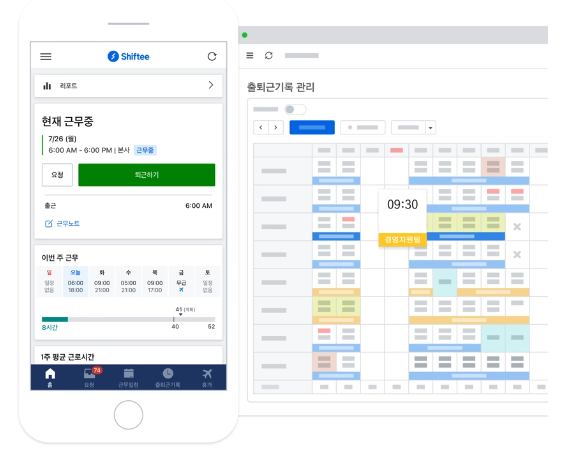 Shiftee
리포트
현재 근무중
7/26 (월)
6:00 AM - 6:00 PM | 본사 근무중
요청
퇴근하기
출근 6:00 AM
근무노트
이번 주 근무
일 오늘 화 수 목 금 토
일정 06:00 09:00 05:00 09:00 무급 일정
없음 18:00 21:00 21:00 17:00 없음
45
8시간 40 52
1주 평균 근로시간
74
홈 요청 근무일정 출퇴근기록 휴가
출퇴근기록 관리
09:30
경영지원팀